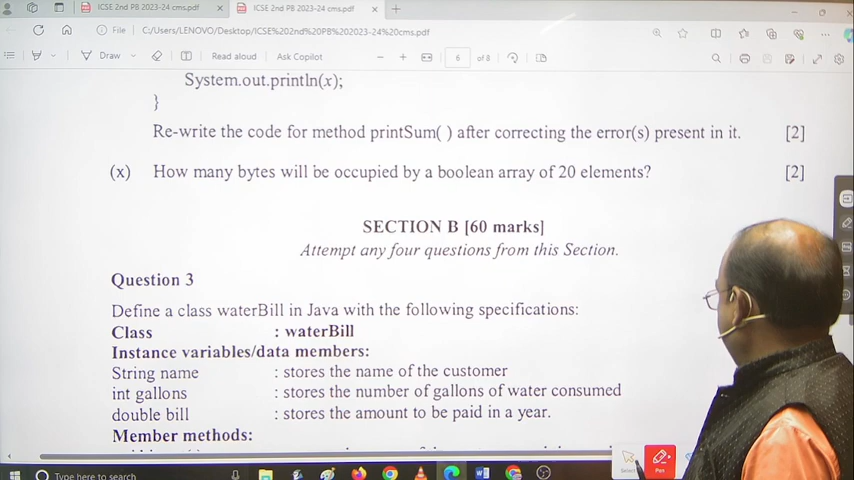 ICSE 2nd PB 2023-24 cms.pdf
ICSE 2nd PB 2023-24 cms.pdf
File
C:/Users/LENOVO/Desktop/ICSE%202nd%20PB%202023-24%20cms.pdf
Draw
Read aloud
Ask Copilot
6
of 8
System.out.println(x);
}
Re-write the code for method printSum( ) after correcting the error(s) present in it. [2]
(x) How many bytes will be occupied by a boolean array of 20 elements? [2]
SECTION B [60 marks]
Attempt any four questions from this Section.
Question 3
Define a class waterBill in Java with the following specifications:
Class : waterBill
Instance variables/data members:
String name : stores the name of the customer
int gallons : stores the number of gallons of water consumed
double bill : stores the amount to be paid in a year.
Member methods:
Select
Pen
Type here to search